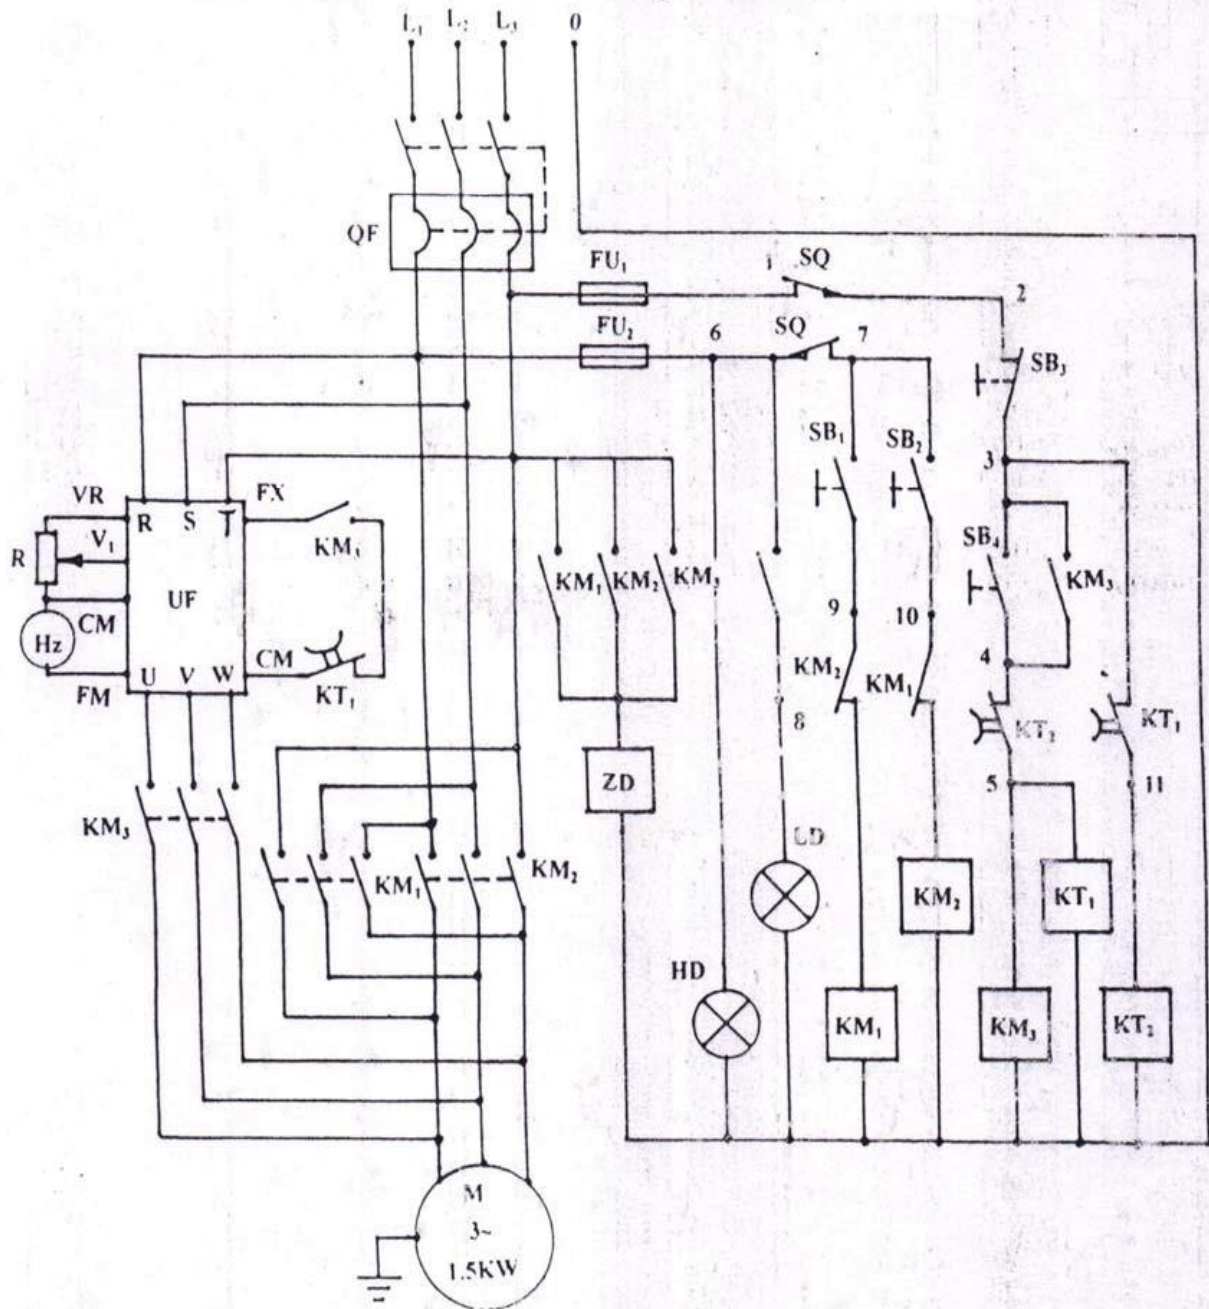 L₁ L₂ L₃ 0
QF
FU₁ 1 SQ 2
FU₂ 6 SQ 7
SB₃
SB₁ SB₂ 3
VR R S T FX
V₁ KM₃
R
SB₄ KM₃
KM₁ KM₂ KM₃
UF
CM 9 10
Hz
CM 4
KM₂ KM₁
U V W
FM KT₁
8 KT₂ KT₁
ZD 5 11
KM₃
LD
KM₁ KM₂
KM₂ KT₁
HD
KM₁ KM₃ KT₂
M
3~
1.5KW